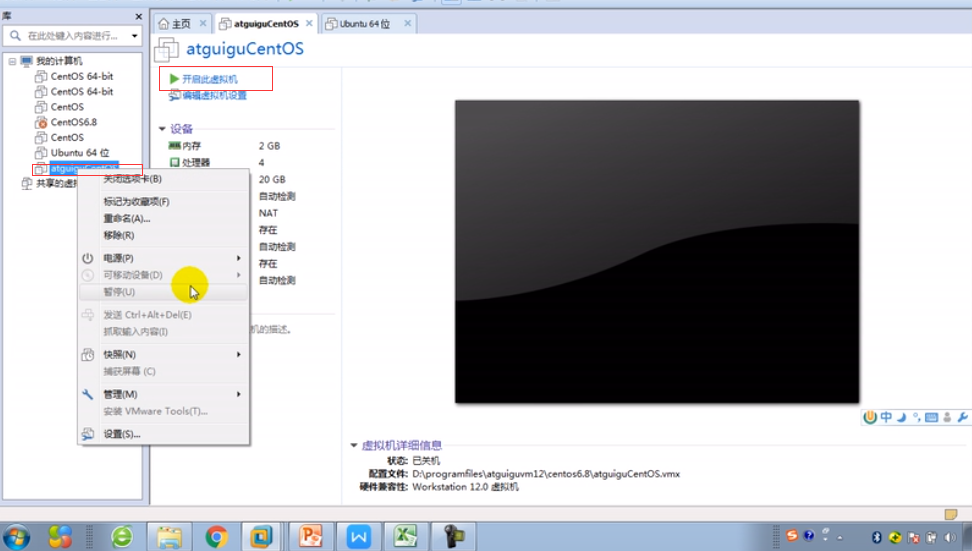 库
主页
atguiguCentOS
Ubuntu 64 位
在此处键入内容进行...
我的计算机
CentOS 64-bit
CentOS 64-bit
CentOS
CentOS6.8
CentOS
Ubuntu 64 位
共享的虚
atguiguCentOS
开启此虚拟机
编辑虚拟机设置
设备
内存 2 GB
处理器 4
20 GB
自动检测
NAT
存在
自动检测
存在
自动检测
机的描述。
关闭选项卡(B)
标记为收藏项(F)
重命名(A)...
移除(R)
电源(P)
可移动设备(D)
暂停(U)
发送 Ctrl+Alt+Del(E)
抓取输入内容(I)
快照(N)
捕获屏幕 (C)
管理(M)
安装 VMware Tools(T)...
设置(S)...
中
虚拟机详细信息
状态: 已关机
配置文件: D:\programfiles\atguiguvm12\centos6.8\atguiguCentOS.vmx
硬件兼容性: Workstation 12.0 虚拟机